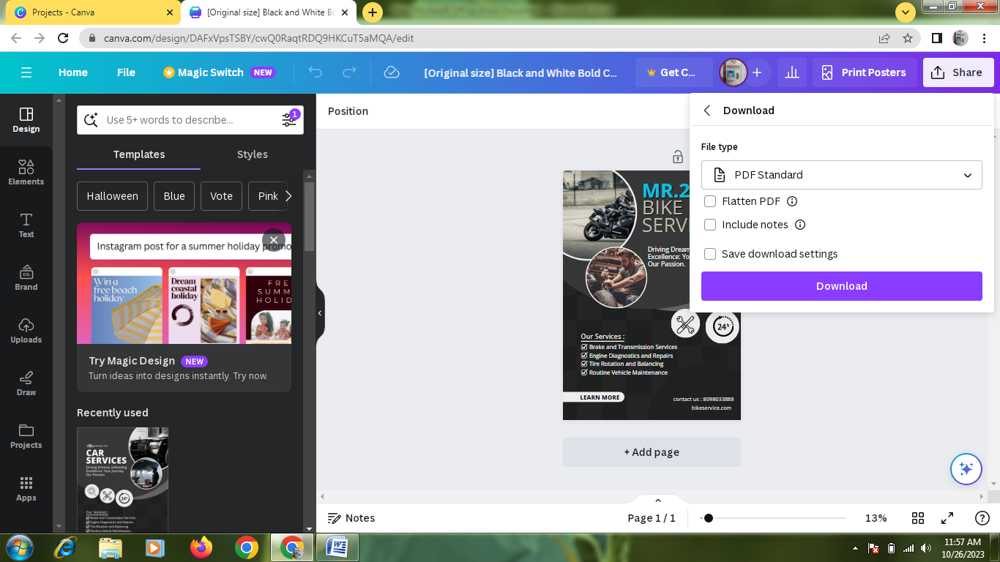 Projects - Canva
[Original size] Black and White Bo
canva.com/design/DAFxVpsTSBY/cwQ0RaqtRDQ9HKCuT5aMQA/edit
Home
File
Magic Switch NEW
[Original size] Black and White Bold C...
Get C...
Print Posters
Share
Design
Elements
Text
Brand
Uploads
Draw
Projects
Apps
Use 5+ words to describe...
1
Templates
Styles
Halloween
Blue
Vote
Pink
Instagram post for a summer holiday promo
Win a
free beach
holiday
Dream
coastal
holiday
FRE
SUMM
HOLID
Try Magic Design NEW
Turn ideas into designs instantly. Try now.
Recently used
CAR
SERVICES
Driving Dreams, Delivering
Excellence: Your Journey,
Our Passion.
24h
Our Services :
Brake and Transmission Services
Engine Diagnostics and Repairs
Tire Rotation and Balancing
Routine Vehicle Maintenance
Position
MR.2
BIKE
SERVI
Driving Dream
Excellence: Yo
Our Passion.
24h
Our Services :
Brake and Transmission Services
Engine Diagnostics and Repairs
Tire Rotation and Balancing
Routine Vehicle Maintenance
LEARN MORE
contact us : 8098033888
bikeservice.com
+ Add page
Download
File type
PDF Standard
Flatten PDF
Include notes
Save download settings
Download
Notes
Page 1 / 1
13%
11:57 AM
10/26/2023